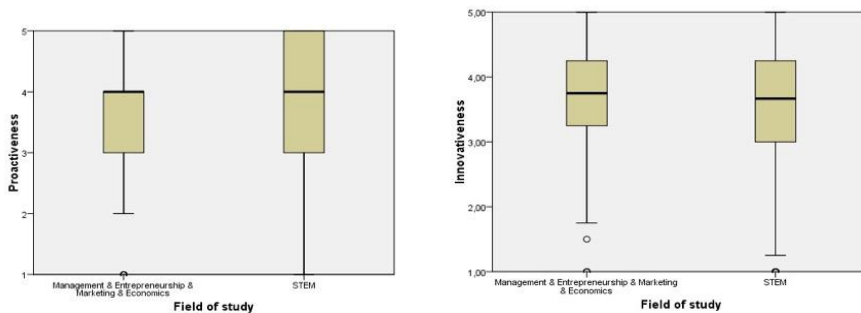 5
4
3
2
1
Proactiveness
Management & Entrepreneurship &
Marketing & Economics
STEM
Field of study
5,00
4,00
3,00
2,00
1,00
Innovativeness
Management & Entrepreneurship & Marketing
& Economics
STEM
Field of study